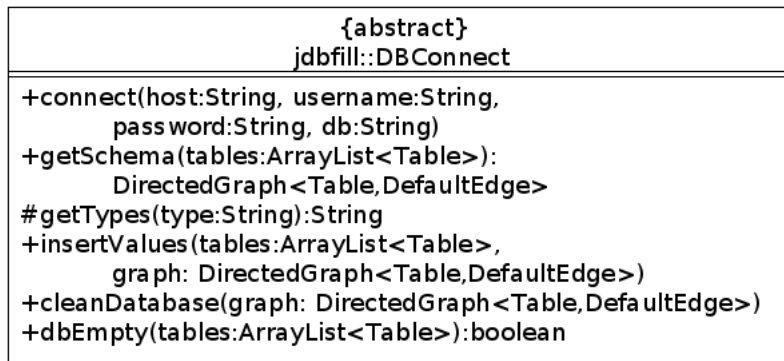 {abstract}
jdbfill::DBConnect
+connect(host:String, username:String,
password:String, db:String)
+getSchema(tables:ArrayList<Table>):
DirectedGraph<Table,DefaultEdge>
#getTypes(type:String):String
+insertValues(tables:ArrayList<Table>,
graph: DirectedGraph<Table,DefaultEdge>)
+cleanDatabase(graph: DirectedGraph<Table,DefaultEdge>)
+dbEmpty(tables:ArrayList<Table>):boolean